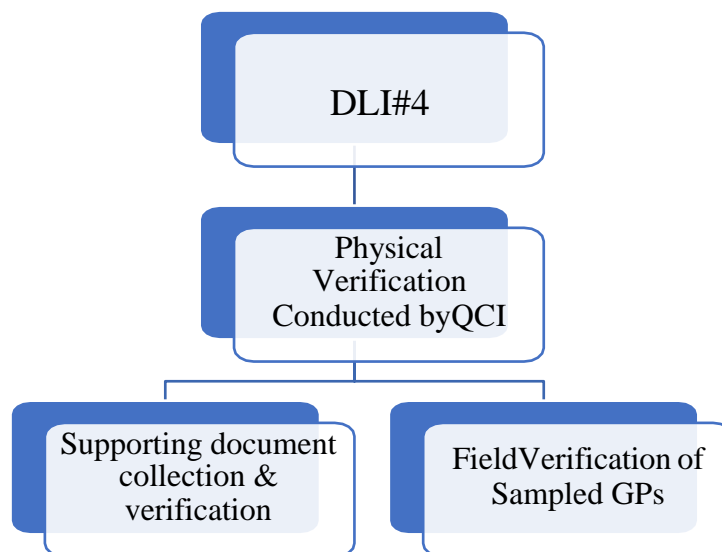 DLI#4
Physical
Verification
Conducted byQCI
Supporting document
collection &
verification
FieldVerification of
Sampled GPs